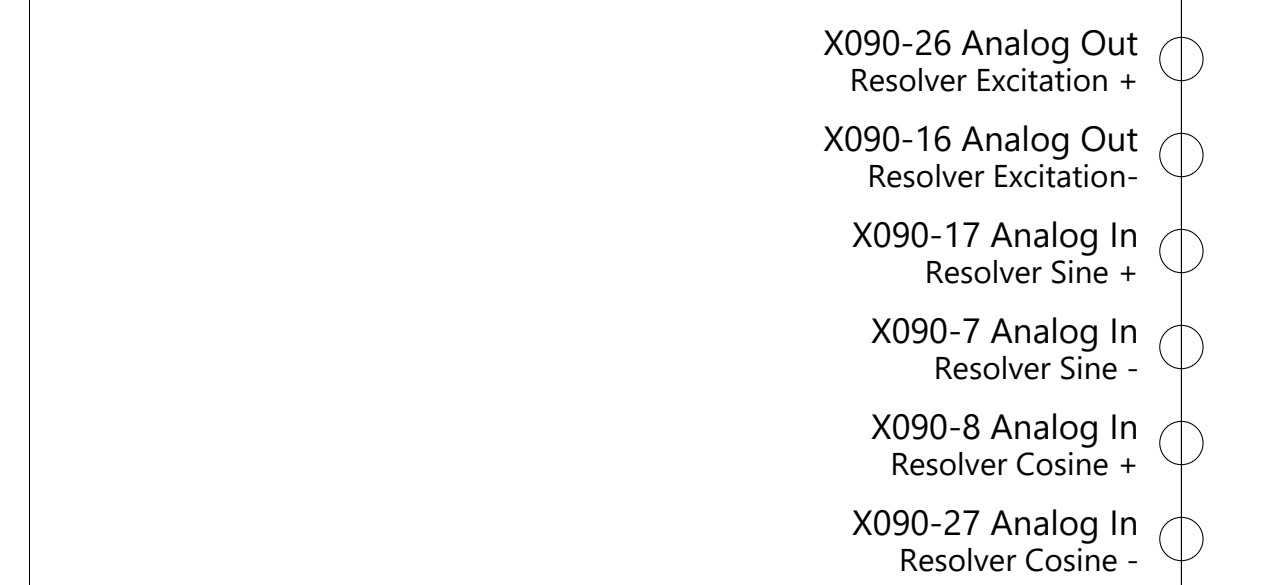 X090-26 Analog Out
Resolver Excitation +
X090-16 Analog Out
Resolver Excitation-
X090-17 Analog In
Resolver Sine +
X090-7 Analog In
Resolver Sine -
X090-8 Analog In
Resolver Cosine +
X090-27 Analog In
Resolver Cosine -